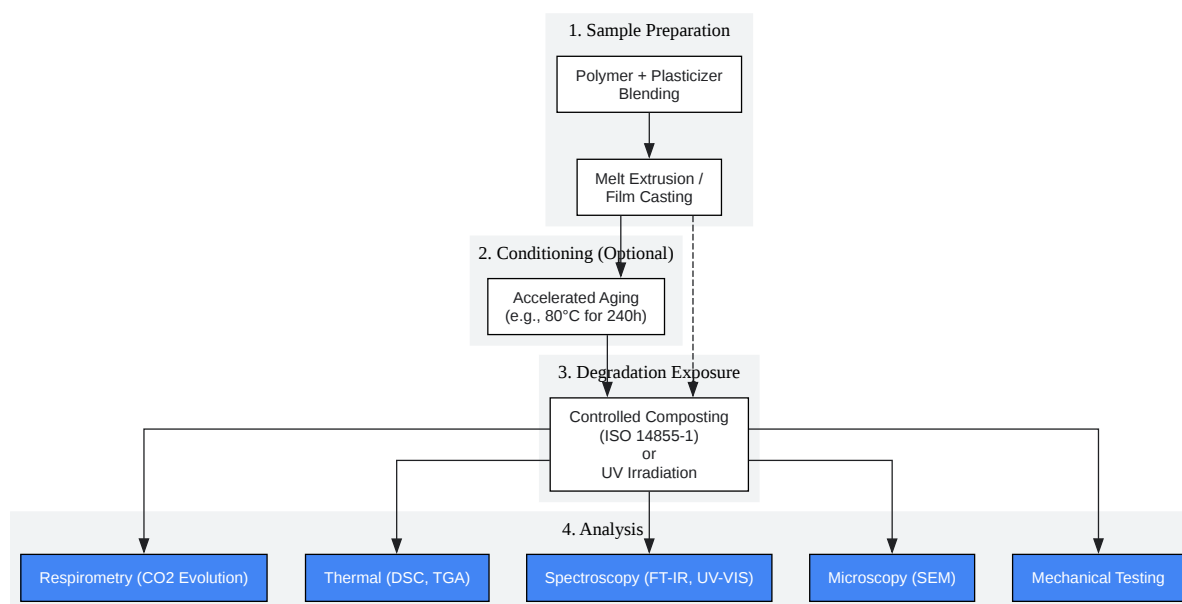 1. Sample Preparation
Polymer + Plasticizer
Blending
Melt Extrusion /
Film Casting
2. Conditioning (Optional)
Accelerated Aging
(e.g., 80°C for 240h)
3. Degradation Exposure
Controlled Composting
(ISO 14855-1)
or
UV Irradiation
4. Analysis
Respirometry (CO2 Evolution)
Thermal (DSC, TGA)
Spectroscopy (FT-IR, UV-VIS)
Microscopy (SEM)
Mechanical Testing